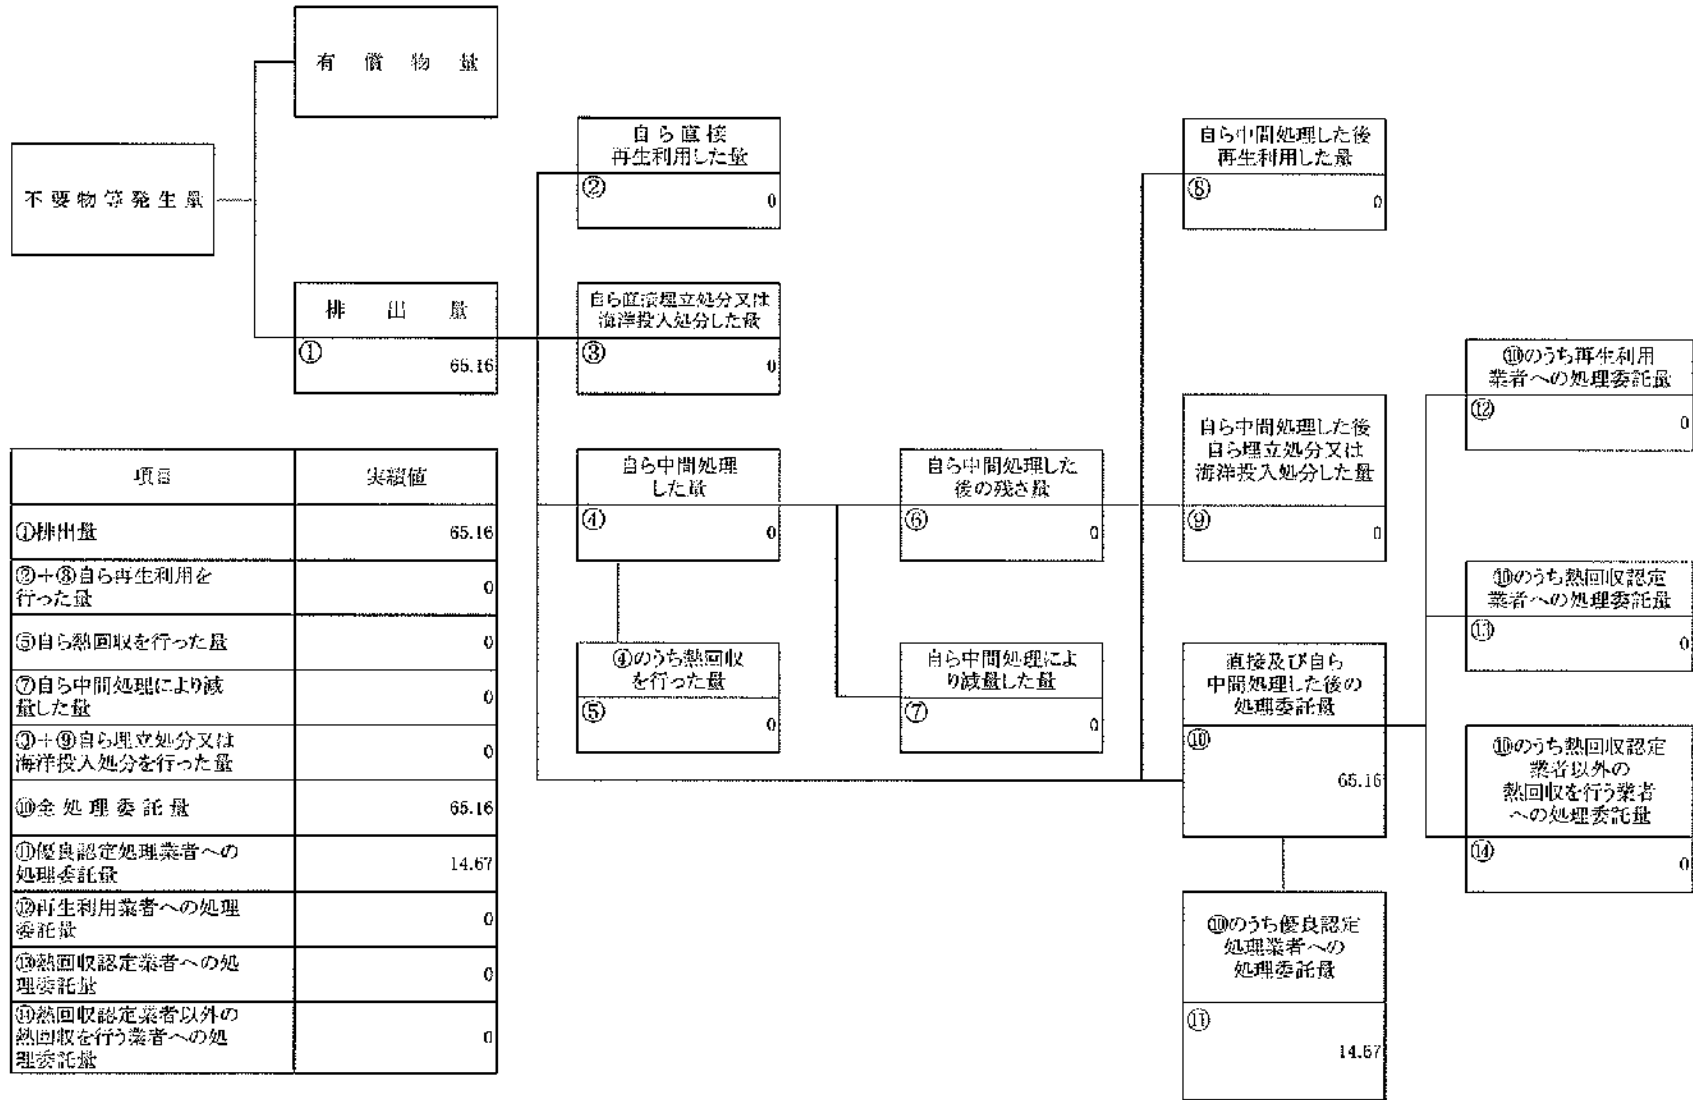 有償物量
不要物等発生量
排出量
①
65.16
自ら直接
再生利用した量
②
0
自ら直接埋立処分又は
海洋投入処分した量
③
0
自ら中間処理
した量
④
0
④のうち熱回収
を行った量
⑤
0
自ら中間処理した
後の残さ量
⑥
0
自ら中間処理によ
り減量した量
⑦
0
自ら中間処理した後
再生利用した量
⑧
0
自ら中間処理した後
自ら埋立処分又は
海洋投入処分した量
⑨
0
直接及び自ら
中間処理した後の
処理委託量
⑩
65.16
⑩のうち優良認定
処理業者への
処理委託量
⑪
14.67
⑩のうち再生利用
業者への処理委託量
⑫
0
⑩のうち熱回収認定
業者への処理委託量
⑬
0
⑩のうち熱回収認定
業者以外の
熱回収を行う業者
への処理委託量
⑭
0
項目 実績値
①排出量 65.16
②+⑧自ら再生利用を
行った量 0
⑤自ら熱回収を行った量 0
⑦自ら中間処理により減
量した量 0
③+⑨自ら埋立処分又は
海洋投入処分を行った量 0
⑩全処理委託量 65.16
⑪優良認定処理業者への
処理委託量 14.67
⑫再生利用業者への処理
委託量 0
⑬熱回収認定業者への処
理委託量 0
⑭熱回収認定業者以外の
熱回収を行う業者への処
理委託量 0